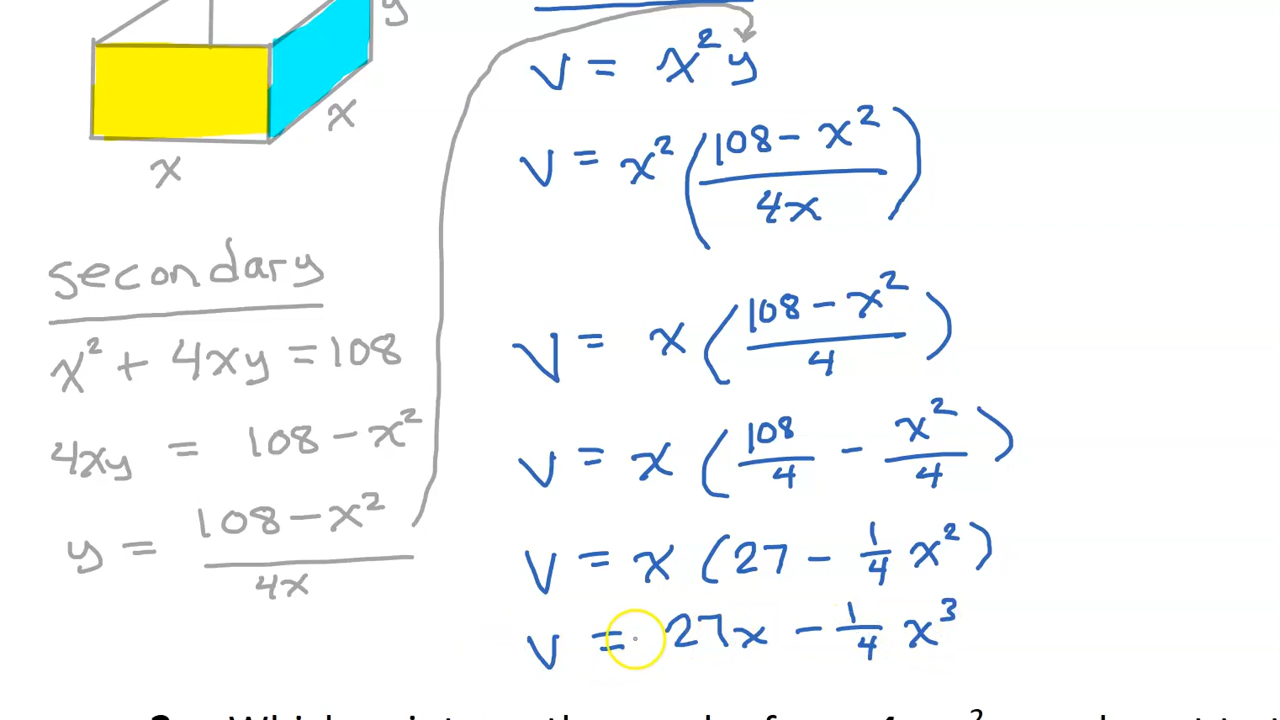 y
x
x
secondary
x² + 4xy = 108
4xy = 108 - x²
y = (108 - x²)/4x
V = x²y
V = x²((108 - x²)/4x)
V = x((108 - x²)/4)
V = x(108/4 - x²/4)
V = x(27 - 1/4 x²)
V = 27x - 1/4 x³